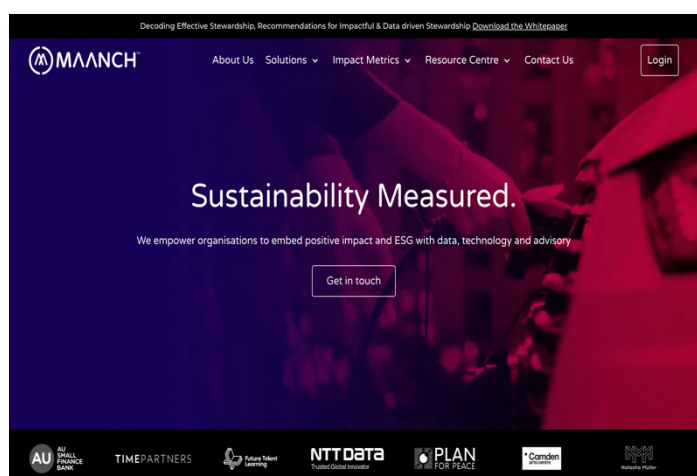 Decoding Effective Stewardship, Recommendations for Impactful & Data driven Stewardship Download the Whitepaper
MAANCH™
About Us Solutions Impact Metrics Resource Centre Contact Us Login
Sustainability Measured.
We empower organisations to embed positive impact and ESG with data, technology and advisory
Get in touch
AU
AU
SMALL
FINANCE
BANK
TIMEPARTNERS
Future Talent
Learning
NTT DATA
Trusted Global Innovator
PLAN
FOR PEACE
Camden
arts centre
Natasha Müller